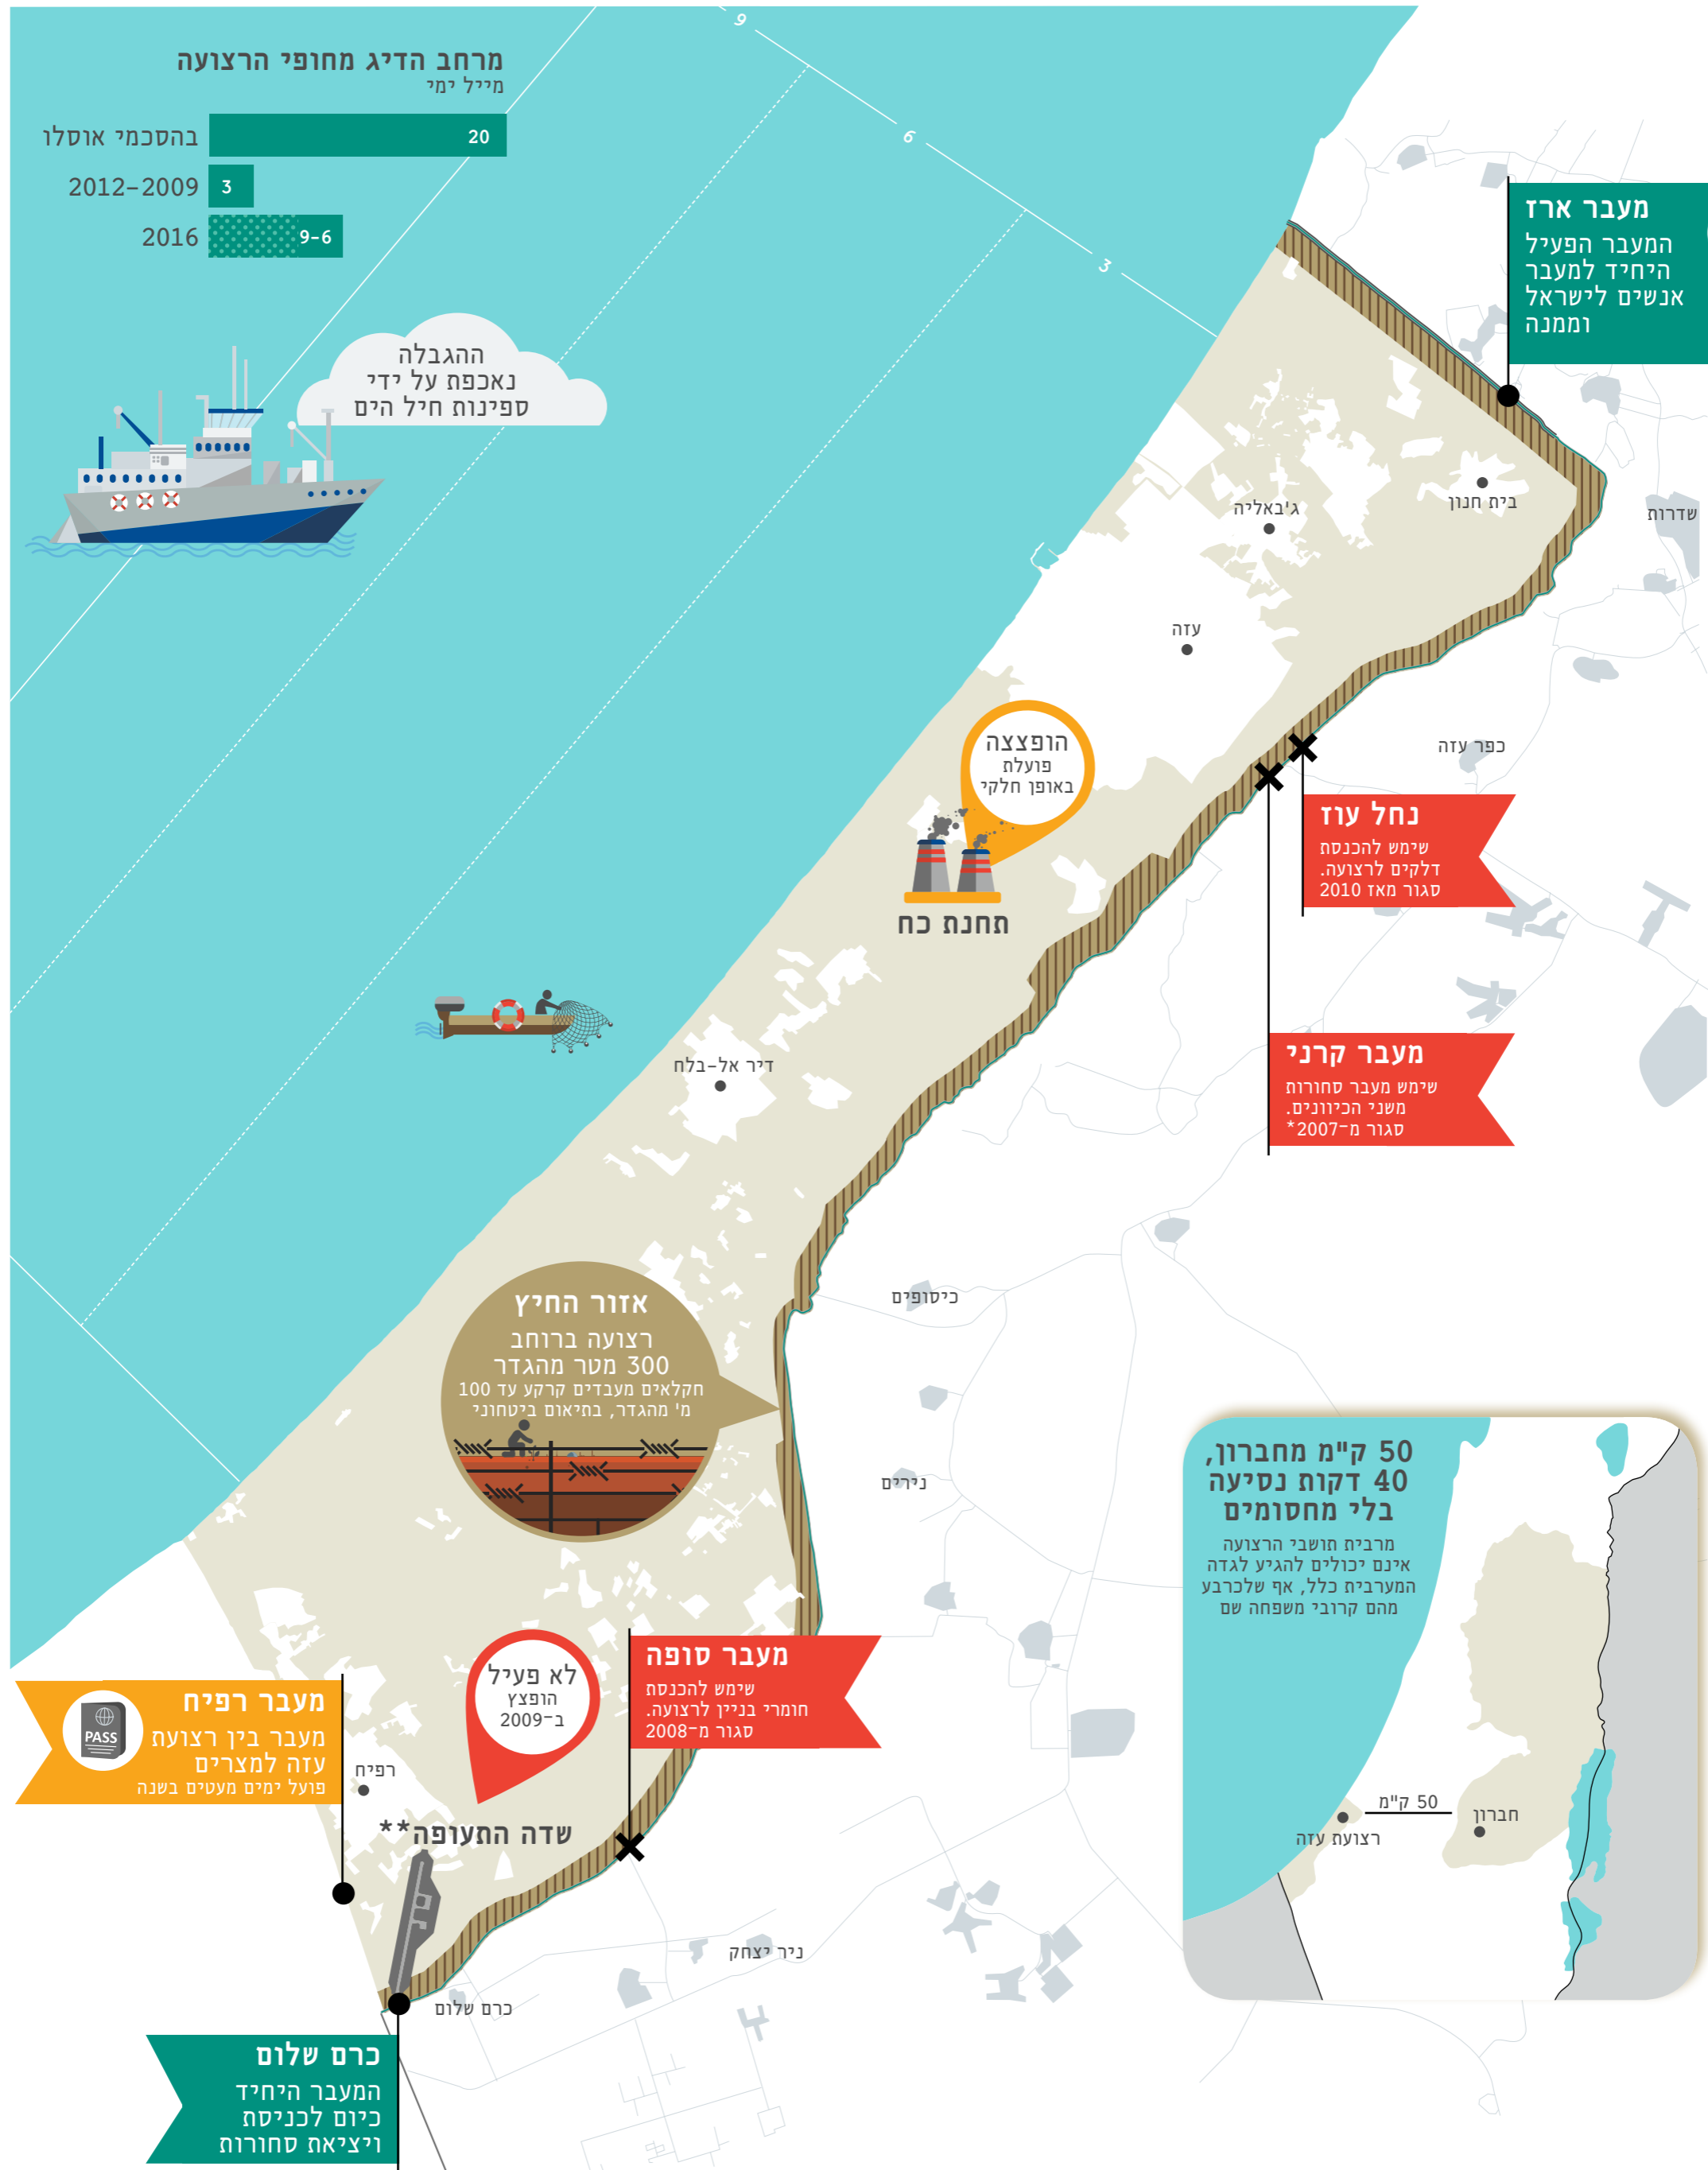 מרחב הדיג מחופי הרצועה
מייל ימי
בהסכמי אוסלו
20
2012-2009
3
2016
9-6
9
6
3
ההגבלה
נאכפת על ידי
ספינות חיל הים
מעבר ארז
המעבר הפעיל
היחיד למעבר
אנשים לישראל
וממנה
בית חנון
ג'באליה
שדרות
עזה
כפר עזה
הופצצה
פועלת
באופן חלקי
תחנת כח
נחל עוז
שימש להכנסת
דלקים לרצועה.
סגור מאז 2010
מעבר קרני
שימש מעבר סחורות
משני הכיוונים.
סגור מ-2007*
דיר אל-בלח
כיסופים
אזור החיץ
רצועה ברוחב
300 מטר מהגדר
חקלאים מעבדים קרקע עד 100
מ' מהגדר, בתיאום ביטחוני
נירים
50 ק"מ מחברון,
40 דקות נסיעה
בלי מחסומים
מרבית תושבי הרצועה
אינם יכולים להגיע לגדה
המערבית כלל, אף שלכרבע
מהם קרובי משפחה שם
50 ק"מ
חברון
רצועת עזה
מעבר סופה
שימש להכנסת
חומרי בניין לרצועה.
סגור מ-2008
לא פעיל
הופצץ
ב-2009
מעבר רפיח
מעבר בין רצועת
עזה למצרים
פועל ימים מעטים בשנה
PASS
רפיח
שדה התעופה**
ניר יצחק
כרם שלום
כרם שלום
המעבר היחיד
כיום לכניסת
ויציאת סחורות